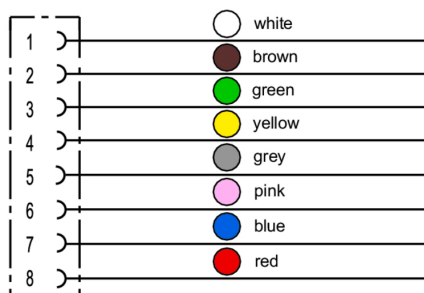 white
1
brown
2
green
3
yellow
4
grey
5
pink
6
blue
7
red
8